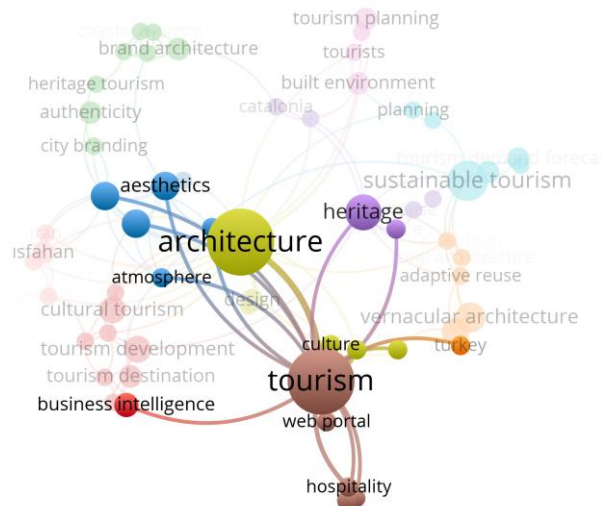 tourism planning
brand architecture
tourists
heritage tourism
built environment
authenticity
catalonia
planning
city branding
sustainable tourism
aesthetics
heritage
architecture
isfahan
atmosphere
adaptive reuse
cultural tourism
design
vernacular architecture
tourism development
culture
turkey
tourism destination
tourism
business intelligence
web portal
hospitality